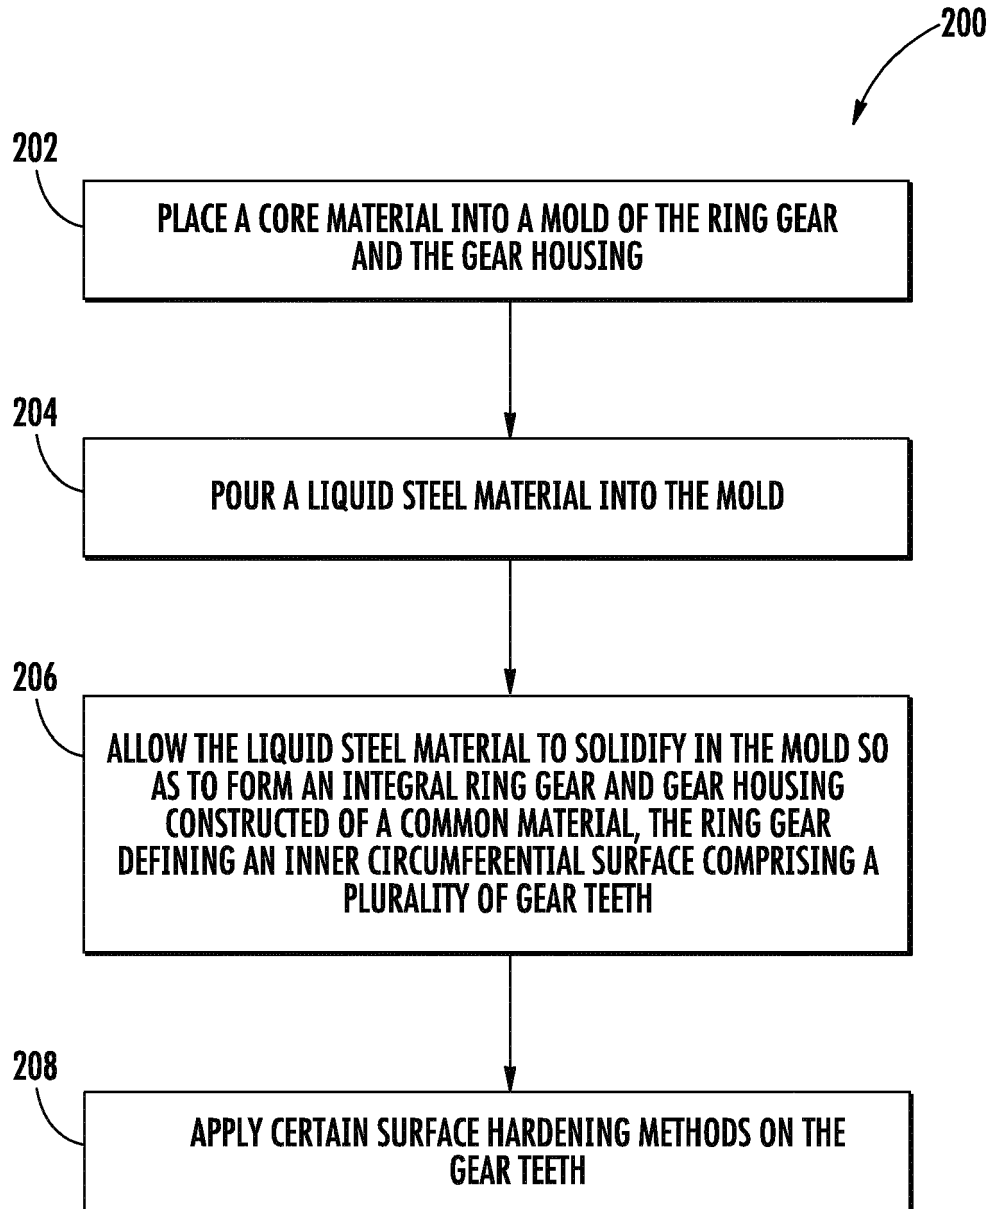 200
202
PLACE A CORE MATERIAL INTO A MOLD OF THE RING GEAR
AND THE GEAR HOUSING
204
POUR A LIQUID STEEL MATERIAL INTO THE MOLD
206
ALLOW THE LIQUID STEEL MATERIAL TO SOLIDIFY IN THE MOLD SO
AS TO FORM AN INTEGRAL RING GEAR AND GEAR HOUSING
CONSTRUCTED OF A COMMON MATERIAL, THE RING GEAR
DEFINING AN INNER CIRCUMFERENTIAL SURFACE COMPRISING A
PLURALITY OF GEAR TEETH
208
APPLY CERTAIN SURFACE HARDENING METHODS ON THE
GEAR TEETH